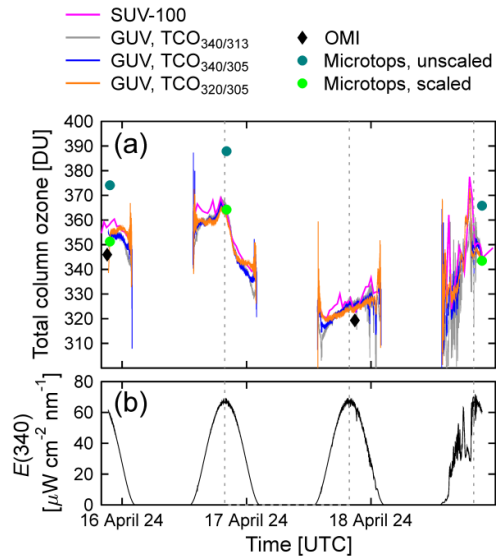 SUV-100
GUV, TCO340/313
GUV, TCO340/305
GUV, TCO320/305
OMI
Microtops, unscaled
Microtops, scaled
(a)
Total column ozone [DU]
400
390
380
370
360
350
340
330
320
310
(b)
E(340)
[µW cm-2 nm-1]
80
60
40
20
0
16 April 24
17 April 24
18 April 24
Time [UTC]